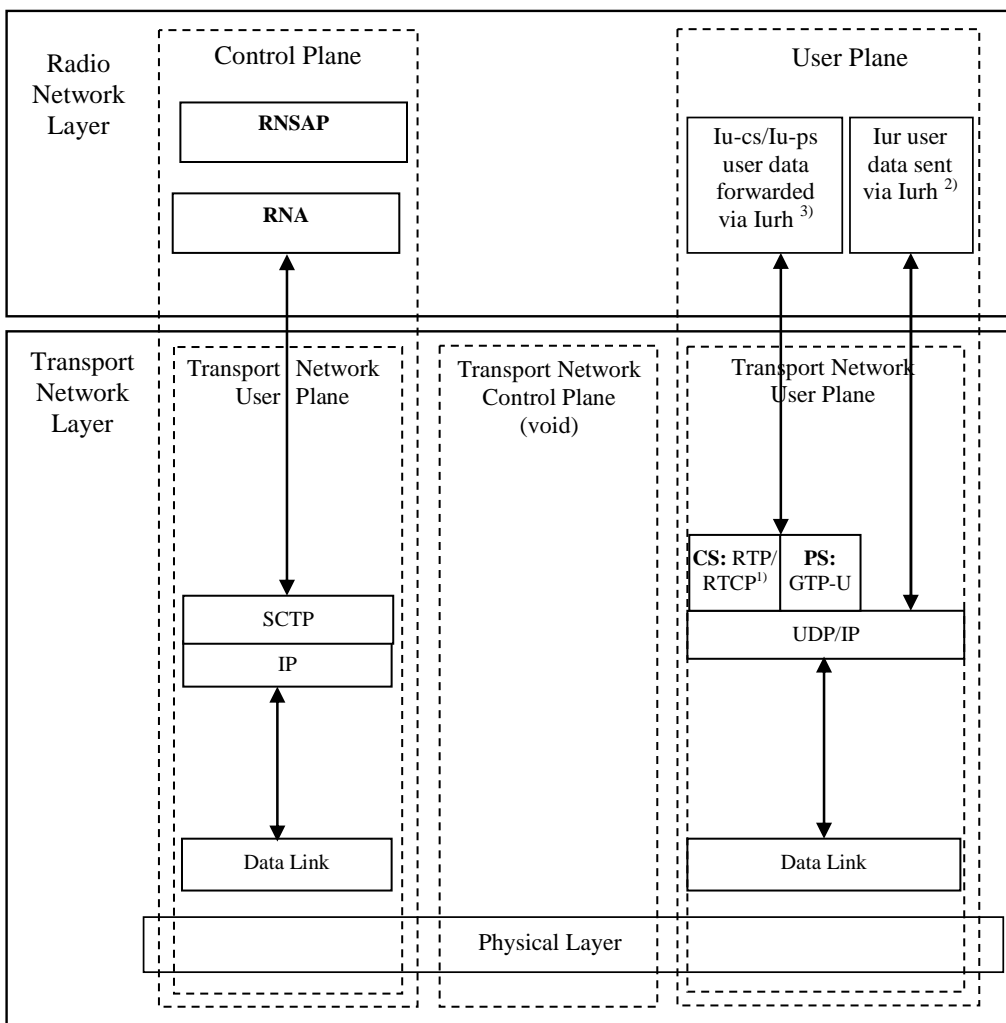 Radio
Network
Layer
Control Plane
RNSAP
RNA
User Plane
Iu-cs/Iu-ps
user data
forwarded
via Iurh 3)
Iur user
data sent
via Iurh 2)
Transport
Network
Layer
Transport Network
User Plane
SCTP
IP
Data Link
Transport Network
Control Plane
(void)
Transport Network
User Plane
CS: RTP/
RTCP1)
PS:
GTP-U
UDP/IP
Data Link
Physical Layer